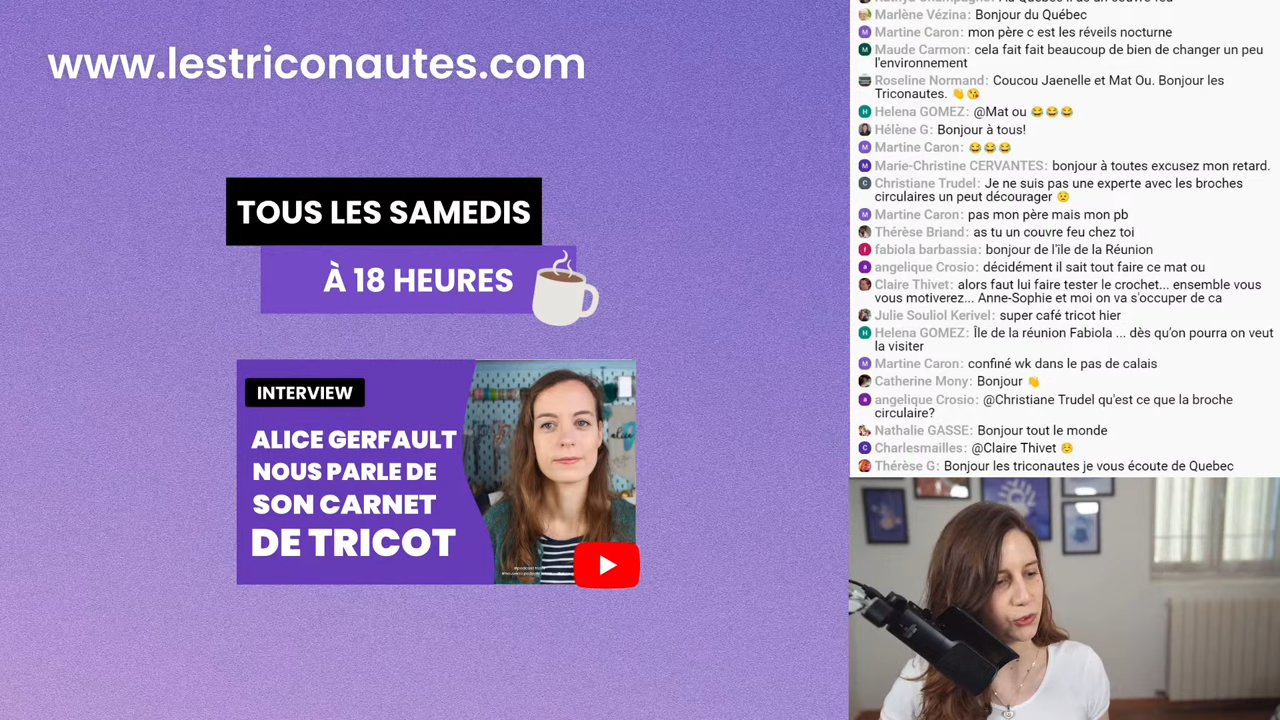 www.lestriconautes.com
TOUS LES SAMEDIS
À 18 HEURES
INTERVIEW
ALICE GERFAULT
NOUS PARLE DE
SON CARNET
DE TRICOT
Marlène Vézina: Bonjour du Québec
Martine Caron: mon père c est les réveils nocturne
Maude Carmon: cela fait fait beaucoup de bien de changer un peu
l'environnement
Roseline Normand: Coucou Jaenelle et Mat Ou. Bonjour les
Triconautes. 👋😘
Helena GOMEZ: @Mat ou 😂😂😂
Hélène G: Bonjour à tous!
Martine Caron: 😂😂😂
Marie-Christine CERVANTES: bonjour à toutes excusez mon retard.
Christiane Trudel: Je ne suis pas une experte avec les broches
circulaires un peut décourager 😟
Martine Caron: pas mon père mais mon pb
Thérèse Briand: as tu un couvre feu chez toi
fabiola barbassia: bonjour de l'île de la Réunion
angelique Crosio: décidément il sait tout faire ce mat ou
Claire Thivet: alors faut lui faire tester le crochet... ensemble vous
vous motiverez... Anne-Sophie et moi on va s'occuper de ca
Julie Souliol Kerivel: super café tricot hier
Helena GOMEZ: Île de la réunion Fabiola ... dès qu'on pourra on veut
la visiter
Martine Caron: confiné wk dans le pas de calais
Catherine Mony: Bonjour 👋
angelique Crosio: @Christiane Trudel qu'est ce que la broche
circulaire?
Nathalie GASSE: Bonjour tout le monde
Charlesmailles: @Claire Thivet ☺️
Thérèse G: Bonjour les triconautes je vous écoute de Quebec